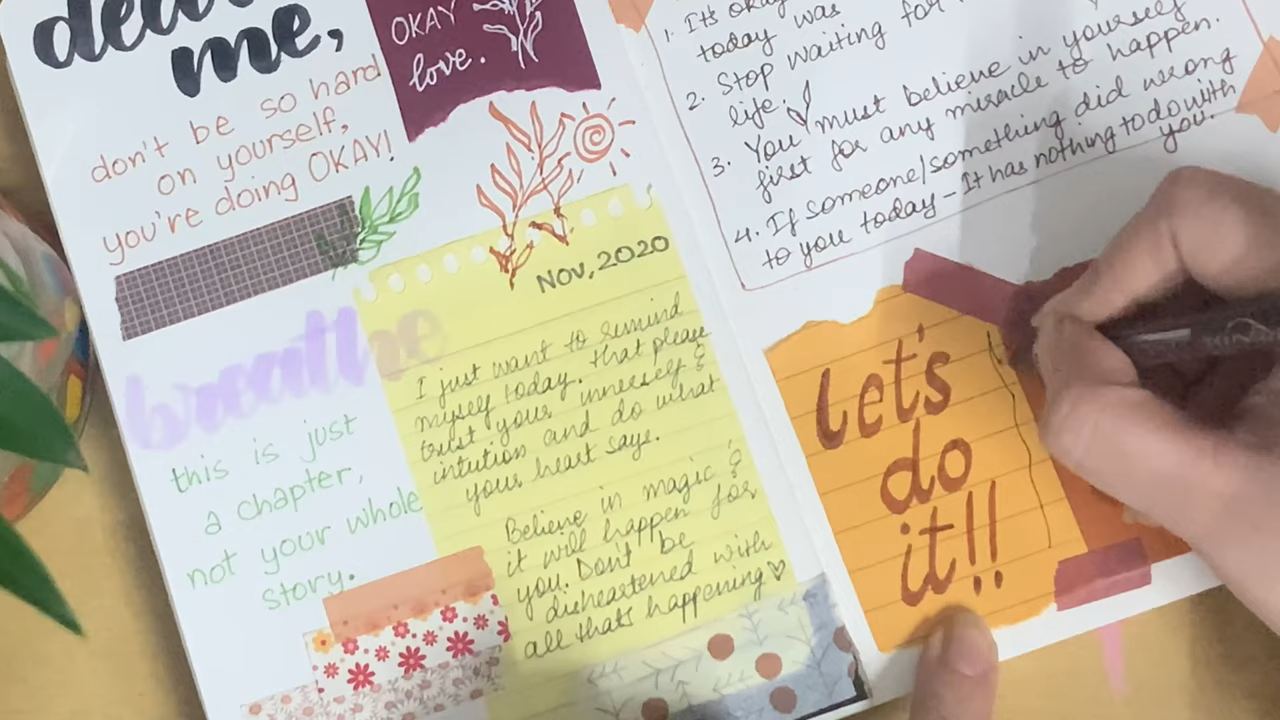 dear
me,
don't be so hard
on yourself,
you're doing OKAY!
OKAY
love.
breathe
this is just
a chapter,
not your whole
story.
Nov, 2020
I just want to remind
myself today. that please
trust your innerself &
intution and do what
your heart says.
Believe in magic &
it will happen for
you. Don't be
disheartened with
all that's happening ♡
1. It's okay
today was
2. Stop waiting for
life.
3. You must believe in yourself
first for any miracle to happen.
4. If someone/something did wrong
to you today - It has nothing to do with
you.
Let's
do
it!!